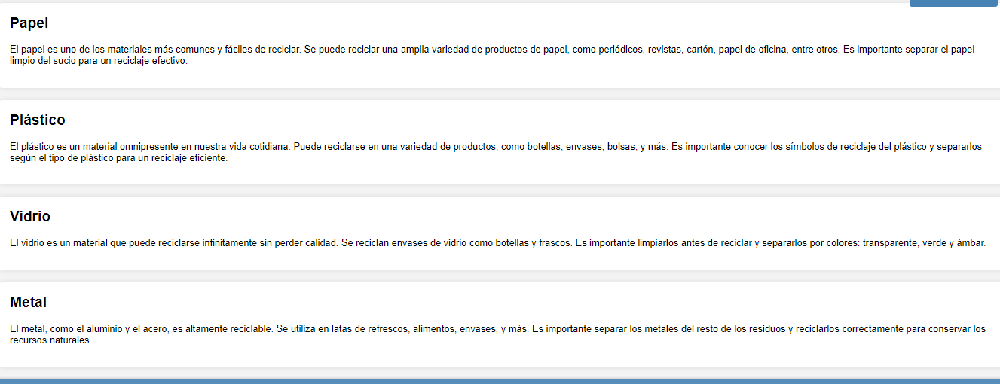 Papel
El papel es uno de los materiales más comunes y fáciles de reciclar. Se puede reciclar una amplia variedad de productos de papel, como periódicos, revistas, cartón, papel de oficina, entre otros. Es importante separar el papel
limpio del sucio para un reciclaje efectivo.
Plástico
El plástico es un material omnipresente en nuestra vida cotidiana. Puede reciclarse en una variedad de productos, como botellas, envases, bolsas, y más. Es importante conocer los símbolos de reciclaje del plástico y separarlos
según el tipo de plástico para un reciclaje eficiente.
Vidrio
El vidrio es un material que puede reciclarse infinitamente sin perder calidad. Se reciclan envases de vidrio como botellas y frascos. Es importante limpiarlos antes de reciclar y separarlos por colores: transparente, verde y ámbar.
Metal
El metal, como el aluminio y el acero, es altamente reciclable. Se utiliza en latas de refrescos, alimentos, envases, y más. Es importante separar los metales del resto de los residuos y reciclarlos correctamente para conservar los
recursos naturales.